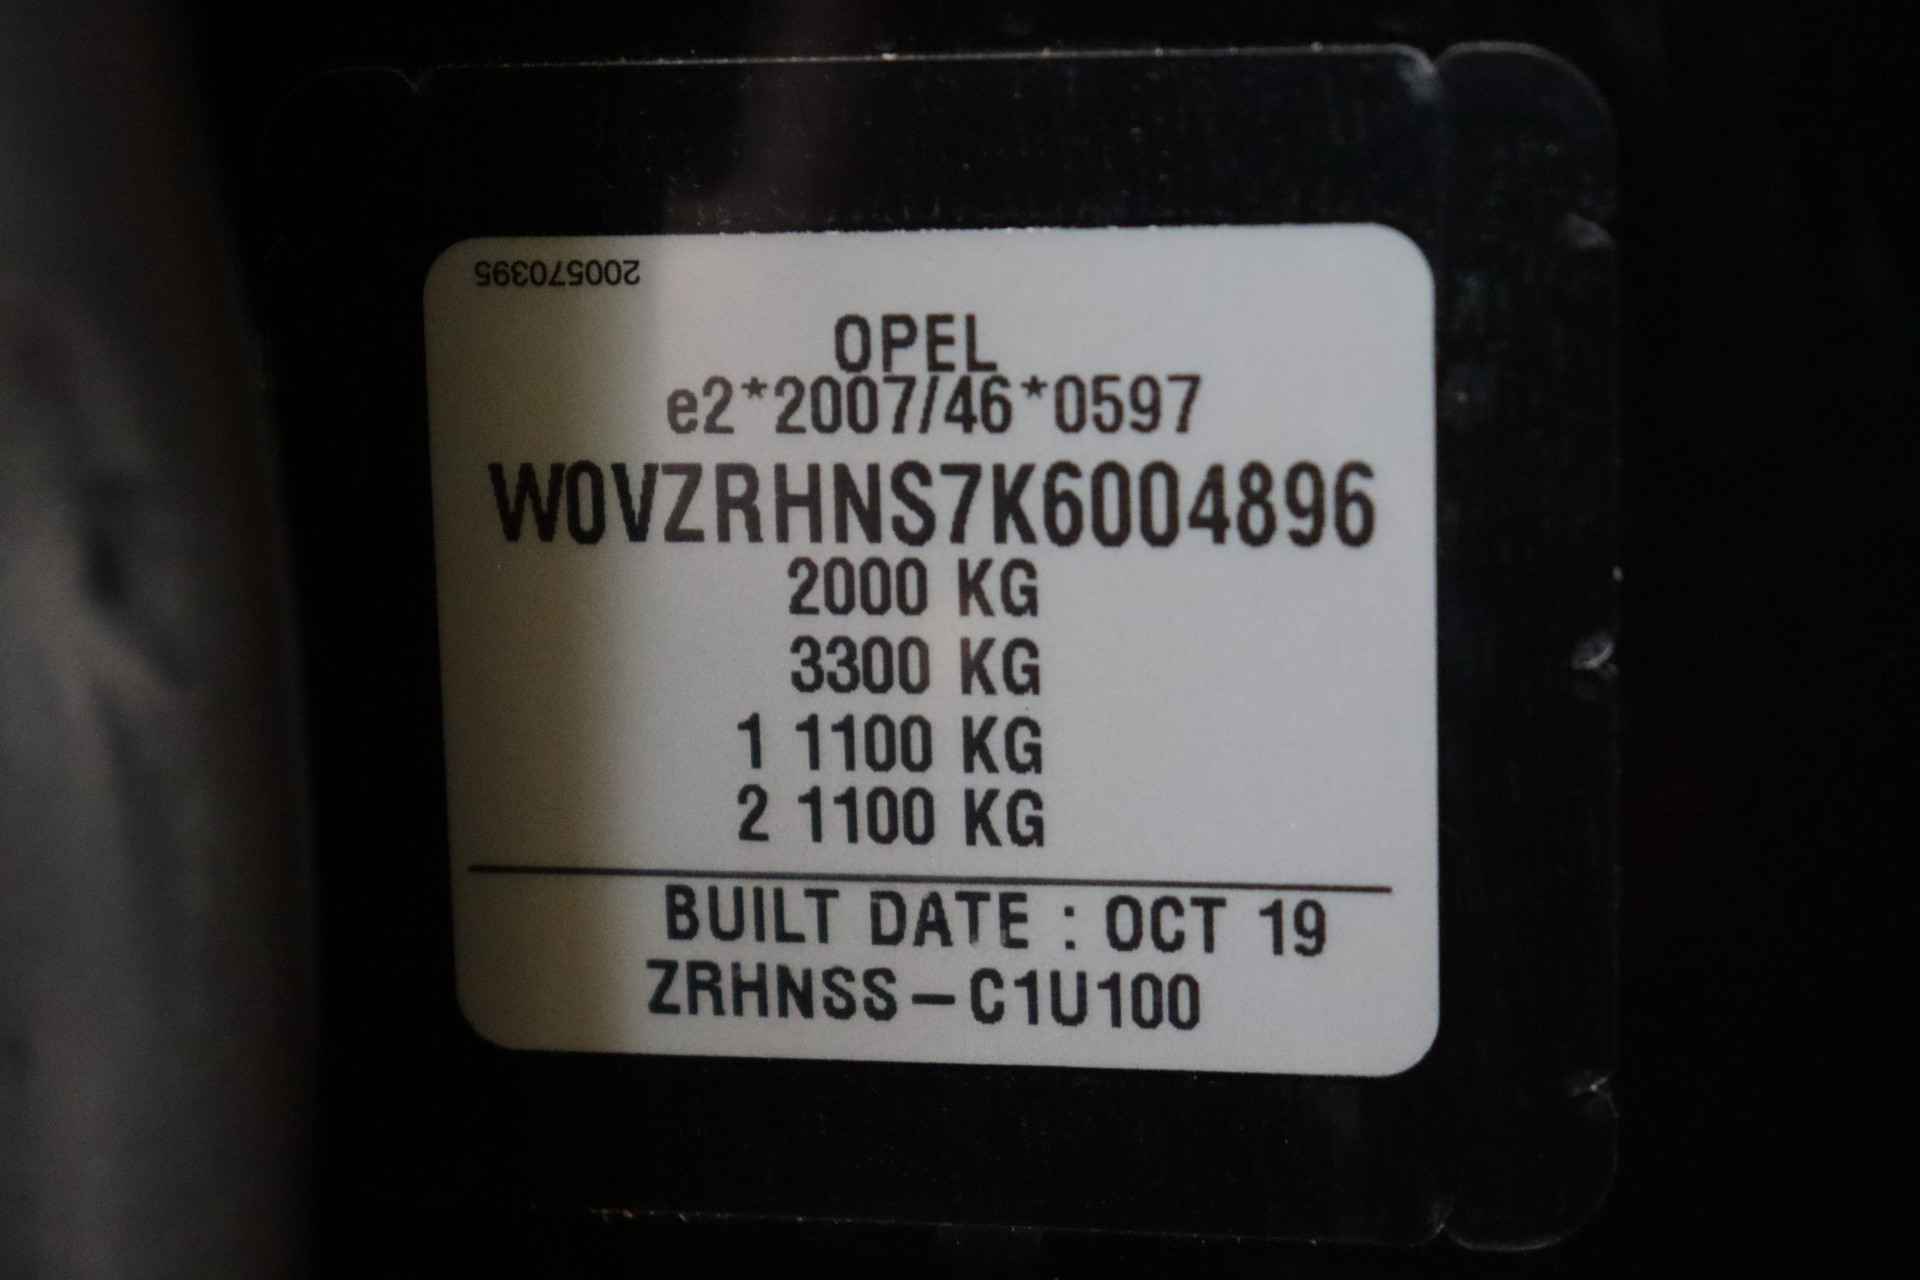 200570395
OPEL
e2*2007/46*0597
W0VZRHNS7K6004896
2000 KG
3300 KG
1 1100 KG
2 1100 KG
BUILT DATE : OCT 19
ZRHNSS-C1U100